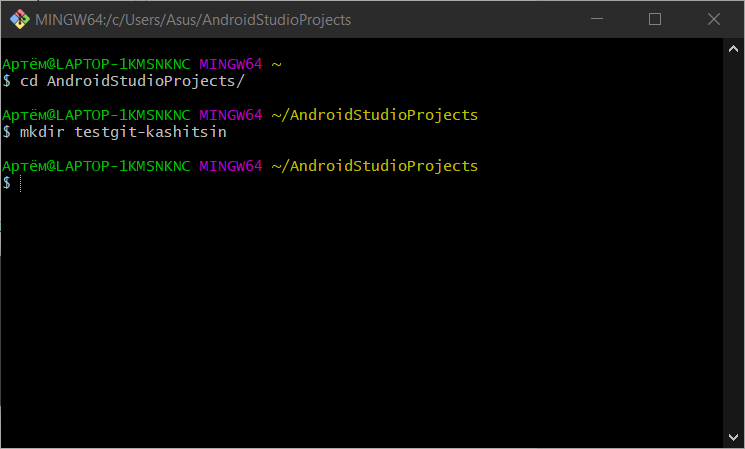 MINGW64:/c/Users/Asus/AndroidStudioProjects
Артём@LAPTOP-1KMSNKNC MINGW64 ~
$ cd AndroidStudioProjects/
Артём@LAPTOP-1KMSNKNC MINGW64 ~/AndroidStudioProjects
$ mkdir testgit-kashitsin
Артём@LAPTOP-1KMSNKNC MINGW64 ~/AndroidStudioProjects
$